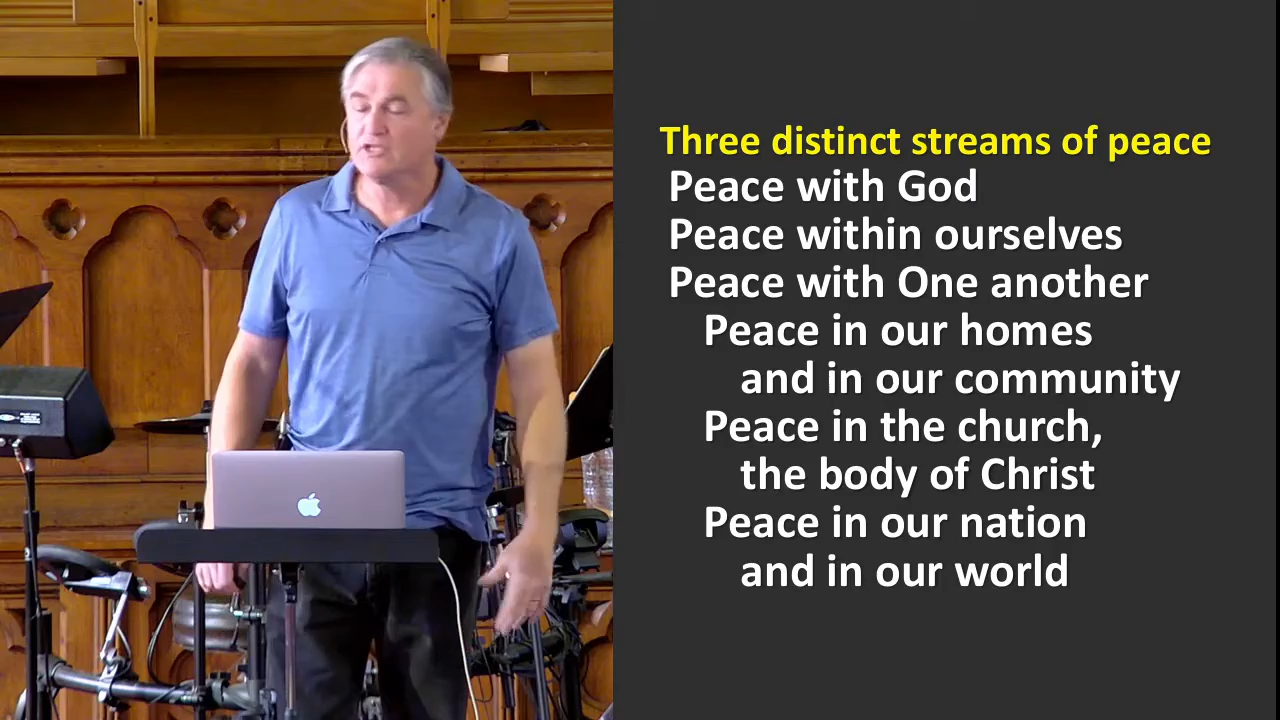 Three distinct streams of peace
Peace with God
Peace within ourselves
Peace with One another
Peace in our homes
and in our community
Peace in the church,
the body of Christ
Peace in our nation
and in our world